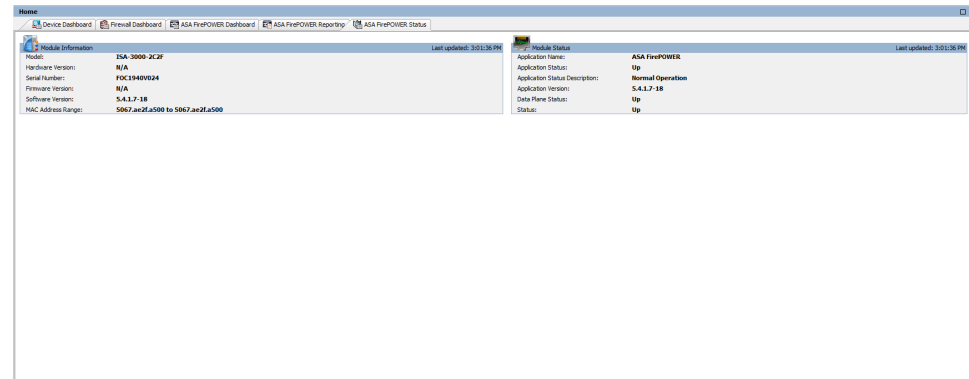 Home
Device Dashboard Firewall Dashboard ASA FirePOWER Dashboard ASA FirePOWER Reporting ASA FirePOWER Status
Module Information Last updated: 3:01:36 PM
Model: ISA-3000-2C2F
Hardware Version: N/A
Serial Number: FOC1940V024
Firmware Version: N/A
Software Version: 5.4.1.7-18
MAC Address Range: 5067.ae2f.a500 to 5067.ae2f.a500
Module Status Last updated: 3:01:36 PM
Application Name: ASA FirePOWER
Application Status: Up
Application Status Description: Normal Operation
Application Version: 5.4.1.7-18
Data Plane Status: Up
Status: Up